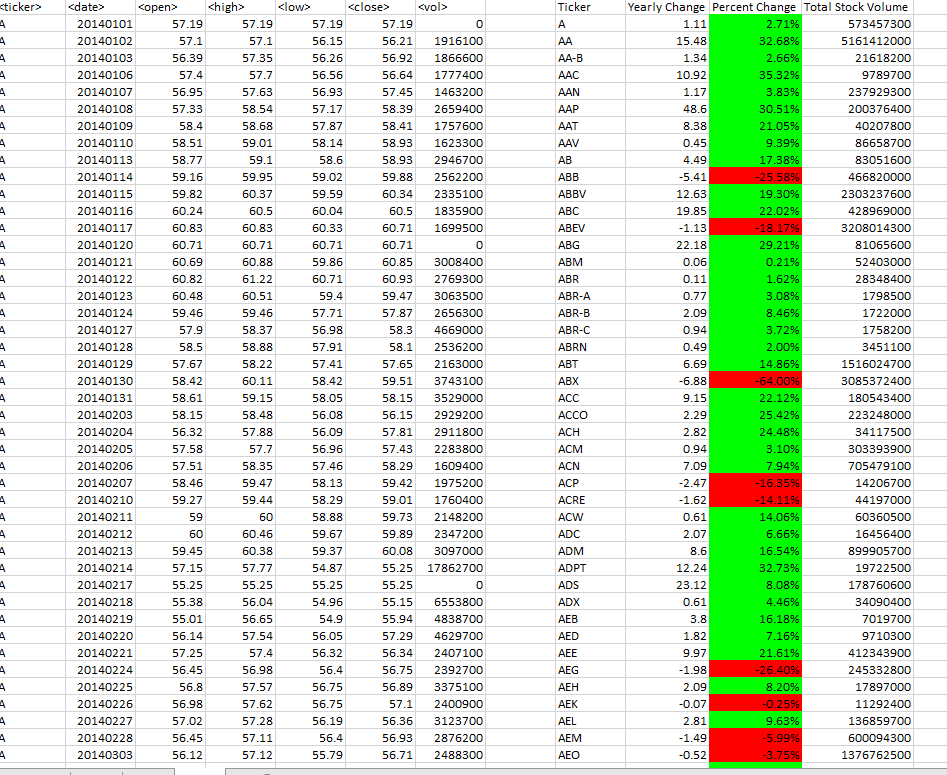 <ticker> <date> <open> <high> <low> <close> <vol> Ticker Yearly Change Percent Change Total Stock Volume
A 20140101 57.19 57.19 57.19 57.19 0 A 1.11 2.71% 573457300
A 20140102 57.1 57.1 56.15 56.21 1916100 AA 15.48 32.68% 5161412000
A 20140103 56.39 57.35 56.26 56.92 1866600 AA-B 1.34 2.66% 21618200
A 20140106 57.4 57.7 56.56 56.64 1777400 AAC 10.92 35.32% 9789700
A 20140107 56.95 57.63 56.93 57.45 1463200 AAN 1.17 3.83% 237929300
A 20140108 57.33 58.54 57.17 58.39 2659400 AAP 48.6 30.51% 200376400
A 20140109 58.4 58.68 57.87 58.41 1757600 AAT 8.38 21.05% 40207800
A 20140110 58.51 59.01 58.14 58.93 1623300 AAV 0.45 9.39% 86658700
A 20140113 58.77 59.1 58.6 58.93 2946700 AB 4.49 17.38% 83051600
A 20140114 59.16 59.95 59.02 59.88 2562200 ABB -5.41 -25.58% 466820000
A 20140115 59.82 60.37 59.59 60.34 2335100 ABBV 12.63 19.30% 2303237600
A 20140116 60.24 60.5 60.04 60.5 1835900 ABC 19.85 22.02% 428969000
A 20140117 60.83 60.83 60.33 60.71 1699500 ABEV -1.13 -18.17% 3208014300
A 20140120 60.71 60.71 60.71 60.71 0 ABG 22.18 29.21% 81065600
A 20140121 60.69 60.88 59.86 60.85 3008400 ABM 0.06 0.21% 52403000
A 20140122 60.82 61.22 60.71 60.93 2769300 ABR 0.11 1.62% 28348400
A 20140123 60.48 60.51 59.4 59.47 3063500 ABR-A 0.77 3.08% 1798500
A 20140124 59.46 59.46 57.71 57.87 2656300 ABR-B 2.09 8.46% 1722000
A 20140127 57.9 58.37 56.98 58.3 4669000 ABR-C 0.94 3.72% 1758200
A 20140128 58.5 58.88 57.91 58.1 2536200 ABRN 0.49 2.00% 3451100
A 20140129 57.67 58.22 57.41 57.65 2163000 ABT 6.69 14.86% 1516024700
A 20140130 58.42 60.11 58.42 59.51 3743100 ABX -6.88 -64.00% 3085372400
A 20140131 58.61 59.15 58.05 58.15 3529000 ACC 9.15 22.12% 180543400
A 20140203 58.15 58.48 56.08 56.15 2929200 ACCO 2.29 25.42% 223248000
A 20140204 56.32 57.88 56.09 57.81 2911800 ACH 2.82 24.48% 34117500
A 20140205 57.58 57.7 56.96 57.43 2283800 ACM 0.94 3.10% 303393900
A 20140206 57.51 58.35 57.46 58.29 1609400 ACN 7.09 7.94% 705479100
A 20140207 58.46 59.47 58.13 59.42 1975200 ACP -2.47 -16.35% 14206700
A 20140210 59.27 59.44 58.29 59.01 1760400 ACRE -1.62 -14.11% 44197000
A 20140211 59 60 58.88 59.73 2148200 ACW 0.61 14.06% 60360500
A 20140212 60 60.46 59.67 59.89 2347200 ADC 2.07 6.66% 16456400
A 20140213 59.45 60.38 59.37 60.08 3097000 ADM 8.6 16.54% 899905700
A 20140214 57.15 57.77 54.87 55.25 17862700 ADPT 12.24 32.73% 19722500
A 20140217 55.25 55.25 55.25 55.25 0 ADS 23.12 8.08% 178760600
A 20140218 55.38 56.04 54.96 55.15 6553800 ADX 0.61 4.46% 34090400
A 20140219 55.01 56.65 54.9 55.94 4838700 AEB 3.8 16.18% 7019700
A 20140220 56.14 57.54 56.05 57.29 4629700 AED 1.82 7.16% 9710300
A 20140221 57.25 57.4 56.32 56.34 2407100 AEE 9.97 21.61% 412343900
A 20140224 56.45 56.98 56.4 56.75 2392700 AEG -1.98 -26.40% 245332800
A 20140225 56.8 57.57 56.75 56.89 3375100 AEH 2.09 8.20% 17897000
A 20140226 56.98 57.62 56.75 57.1 2400900 AEK -0.07 -0.25% 11292400
A 20140227 57.02 57.28 56.19 56.36 3123700 AEL 2.81 9.63% 136859700
A 20140228 56.45 57.11 56.4 56.93 2876200 AEM -1.49 -5.99% 600094300
A 20140303 56.12 57.12 55.79 56.71 2488300 AEO -0.52 -3.75% 1376762500